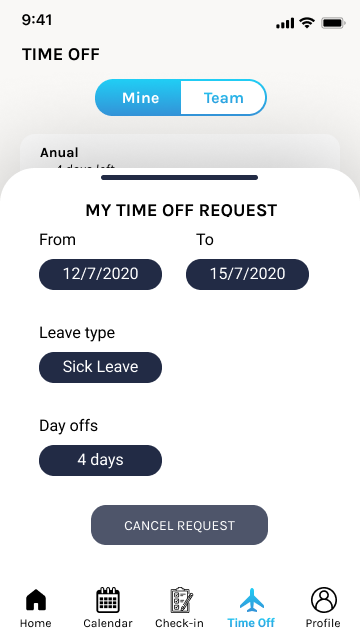 9:41
TIME OFF
Mine Team
Anual
4 days left
MY TIME OFF REQUEST
From To
12/7/2020 15/7/2020
Leave type
Sick Leave
Day offs
4 days
CANCEL REQUEST
Home Calendar Check-in Time Off Profile